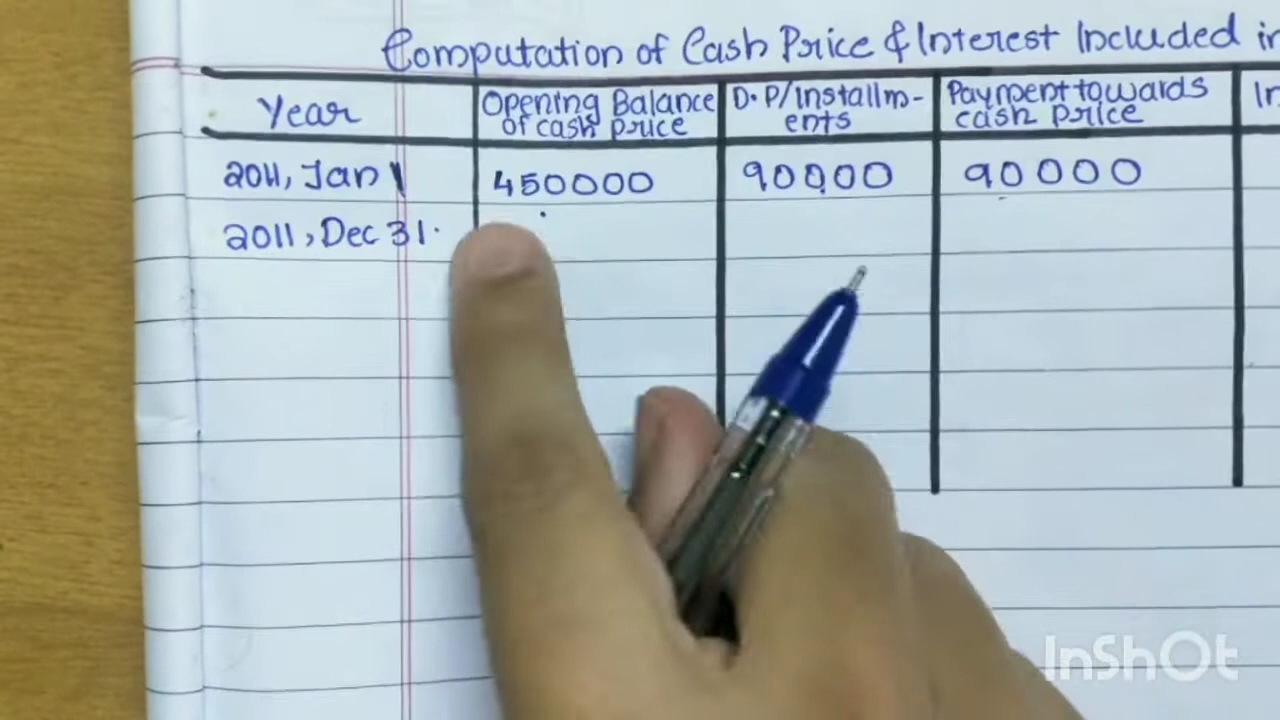 Computation of Cash Price & Interest Included in
Year
Opening Balance of cash price
D.P/Installm-ents
Payment towards cash price
In
2011, Jan 1
450000
90000
90000
2011, Dec 31.
InShOt